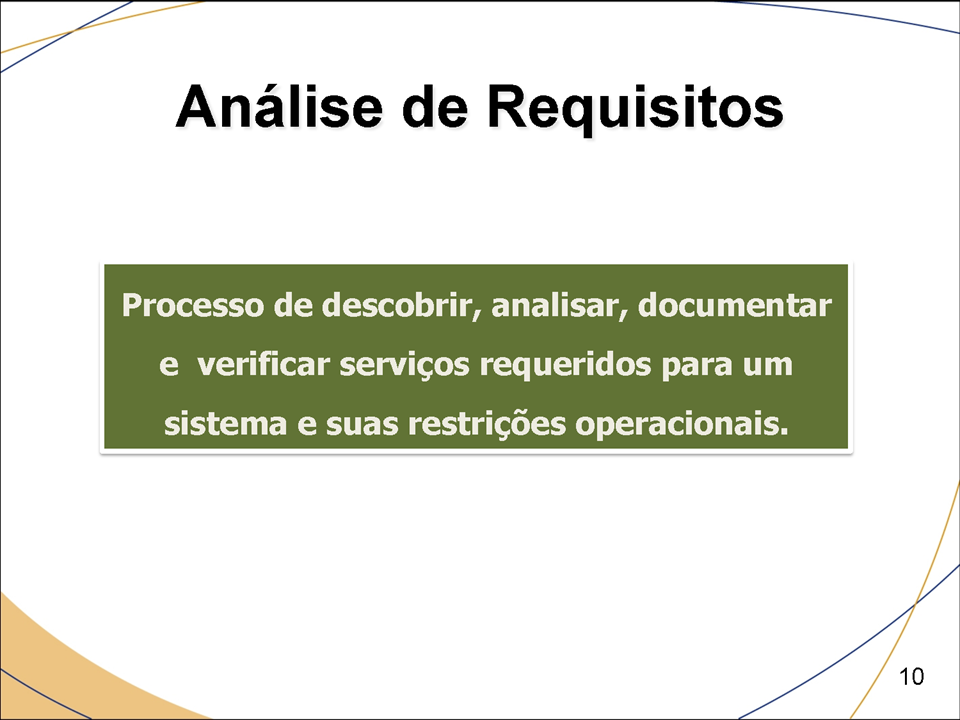 Análise de Requisitos
Processo de descobrir, analisar, documentar
e verificar serviços requeridos para um
sistema e suas restrições operacionais.
10